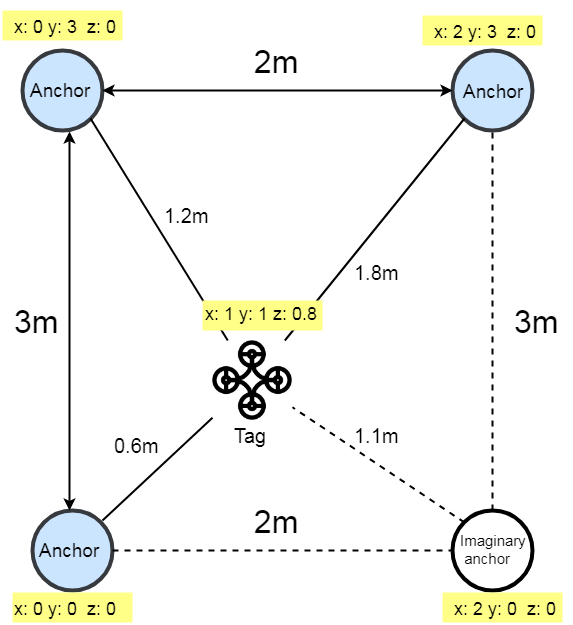 x: 0 y: 3 z: 0
x: 2 y: 3 z: 0
2m
Anchor
Anchor
1.2m
1.8m
3m
x: 1 y: 1 z: 0.8
3m
0.6m
Tag
1.1m
2m
Anchor
Imaginary
anchor
x: 0 y: 0 z: 0
x: 2 y: 0 z: 0